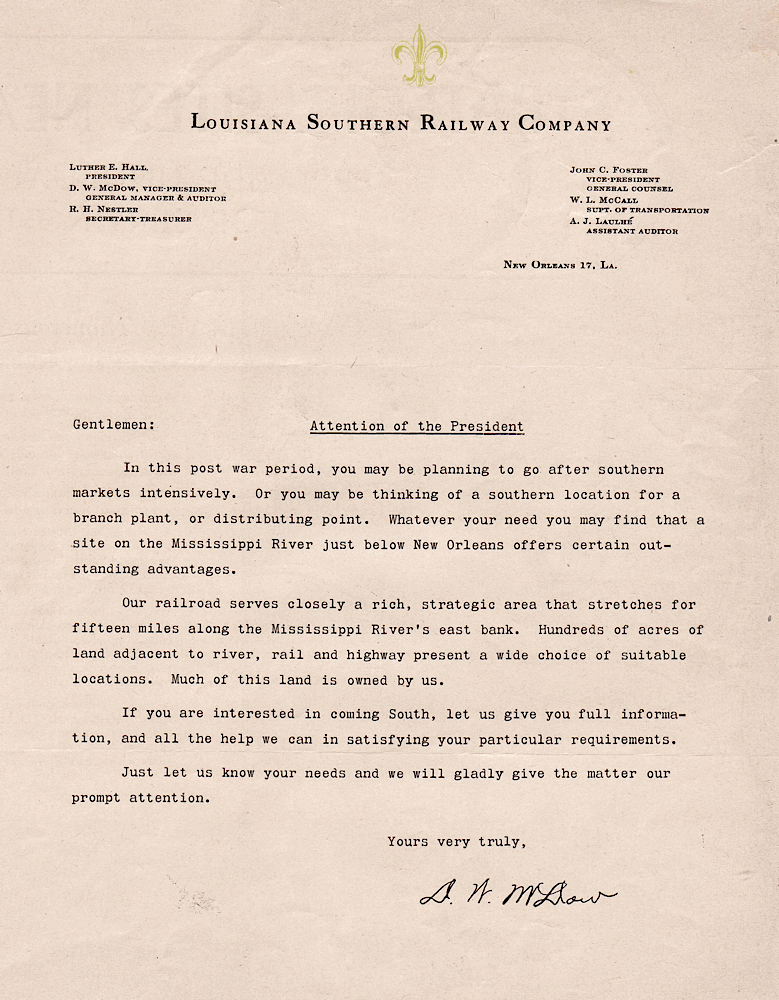 LOUISIANA SOUTHERN RAILWAY COMPANY
LUTHER E. HALL,
PRESIDENT
D. W. MCDOW, VICE-PRESIDENT
GENERAL MANAGER & AUDITOR
R. H. NESTLER
SECRETARY-TREASURER
JOHN C. FOSTER
VICE-PRESIDENT
GENERAL COUNSEL
W. L. MCCALL
SUPT. OF TRANSPORTATION
A. J. LAULHÉ
ASSISTANT AUDITOR
NEW ORLEANS 17, LA.
Gentlemen: Attention of the President
In this post war period, you may be planning to go after southern
markets intensively. Or you may be thinking of a southern location for a
branch plant, or distributing point. Whatever your need you may find that a
site on the Mississippi River just below New Orleans offers certain out-
standing advantages.
Our railroad serves closely a rich, strategic area that stretches for
fifteen miles along the Mississippi River's east bank. Hundreds of acres of
land adjacent to river, rail and highway present a wide choice of suitable
locations. Much of this land is owned by us.
If you are interested in coming South, let us give you full informa-
tion, and all the help we can in satisfying your particular requirements.
Just let us know your needs and we will gladly give the matter our
prompt attention.
Yours very truly,
D. W. McDow